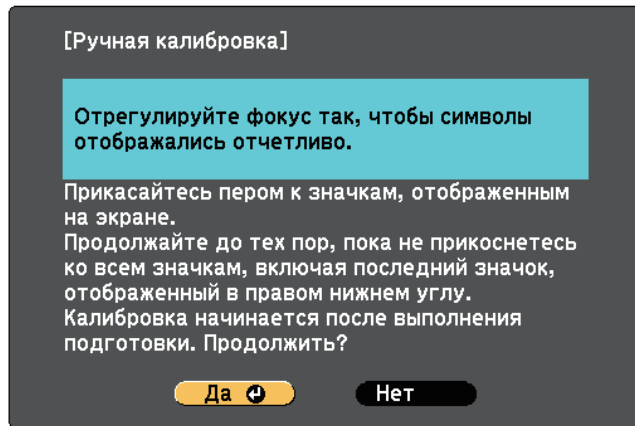 [Ручная калибровка]
Отрегулируйте фокус так, чтобы символы
отображались отчетливо.
Прикасайтесь пером к значкам, отображенным
на экране.
Продолжайте до тех пор, пока не прикоснетесь
ко всем значкам, включая последний значок,
отображенный в правом нижнем углу.
Калибровка начинается после выполнения
подготовки. Продолжить?
Да Нет